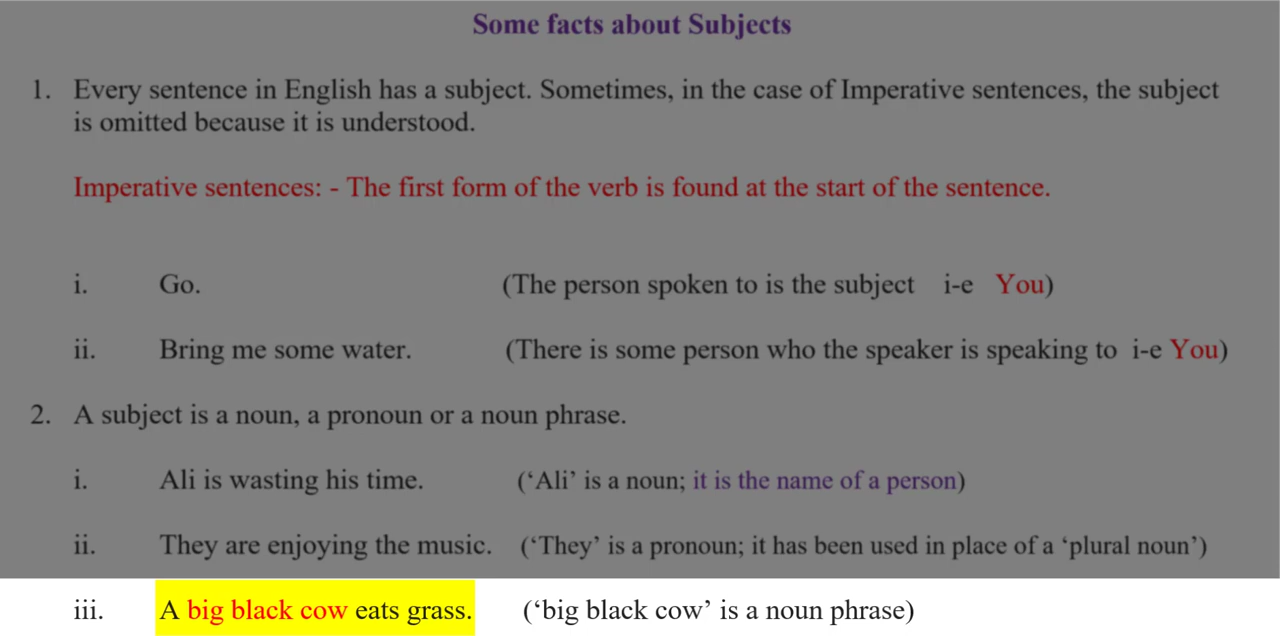 Some facts about Subjects
1. Every sentence in English has a subject. Sometimes, in the case of Imperative sentences, the subject
is omitted because it is understood.
Imperative sentences: - The first form of the verb is found at the start of the sentence.
i. Go. (The person spoken to is the subject i-e You)
ii. Bring me some water. (There is some person who the speaker is speaking to i-e You)
2. A subject is a noun, a pronoun or a noun phrase.
i. Ali is wasting his time. (‘Ali’ is a noun; it is the name of a person)
ii. They are enjoying the music. (‘They’ is a pronoun; it has been used in place of a ‘plural noun’)
iii. A big black cow eats grass. (‘big black cow’ is a noun phrase)